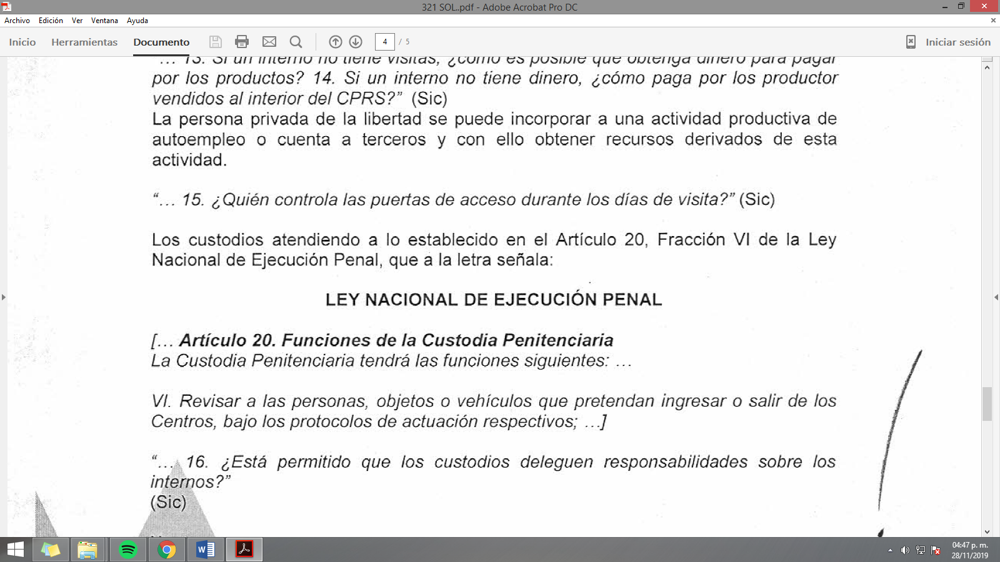 321 SOL..pdf - Adobe Acrobat Pro DC
Archivo Edición Ver Ventana Ayuda
Inicio Herramientas Documento 4 / 5 Iniciar sesión
"… 13. Si un interno no tiene visitas, ¿cómo es posible que obtenga dinero para pagar
por los productos? 14. Si un interno no tiene dinero, ¿cómo paga por los productor
vendidos al interior del CPRS?" (Sic)
La persona privada de la libertad se puede incorporar a una actividad productiva de
autoempleo o cuenta a terceros y con ello obtener recursos derivados de esta
actividad.
"… 15. ¿Quién controla las puertas de acceso durante los días de visita?" (Sic)
Los custodios atendiendo a lo establecido en el Artículo 20, Fracción VI de la Ley
Nacional de Ejecución Penal, que a la letra señala:
LEY NACIONAL DE EJECUCIÓN PENAL
[… Artículo 20. Funciones de la Custodia Penitenciaria
La Custodia Penitenciaria tendrá las funciones siguientes: …
VI. Revisar a las personas, objetos o vehículos que pretendan ingresar o salir de los
Centros, bajo los protocolos de actuación respectivos; …]
"… 16. ¿Está permitido que los custodios deleguen responsabilidades sobre los
internos?"
(Sic)
04:47 p. m.
28/11/2019